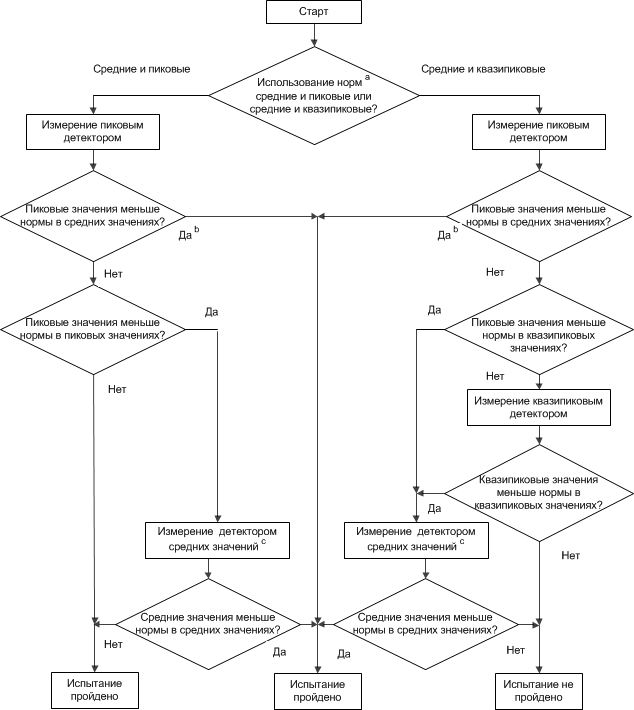 Старт
Средние и пиковые
Средние и квазипиковые
Использование норм a
средние и пиковые или
средние и квазипиковые?
Измерение пиковым
детектором
Измерение пиковым
детектором
Пиковые значения меньше
нормы в средних значениях?
Да b
Да b
Пиковые значения меньше
нормы в средних значениях?
Нет
Нет
Пиковые значения меньше
нормы в пиковых значениях?
Да
Да
Пиковые значения меньше
нормы в квазипиковых
значениях?
Нет
Нет
Измерение квазипиковым
детектором
Квазипиковые значения
меньше нормы в
квазипиковых значениях?
Да
Измерение детектором
средних значений c
Измерение детектором
средних значений c
Нет
Средние значения меньше
нормы в средних значениях?
Средние значения меньше
нормы в средних значениях?
Нет
Да
Да
Нет
Испытание
пройдено
Испытание
пройдено
Испытание не
пройдено